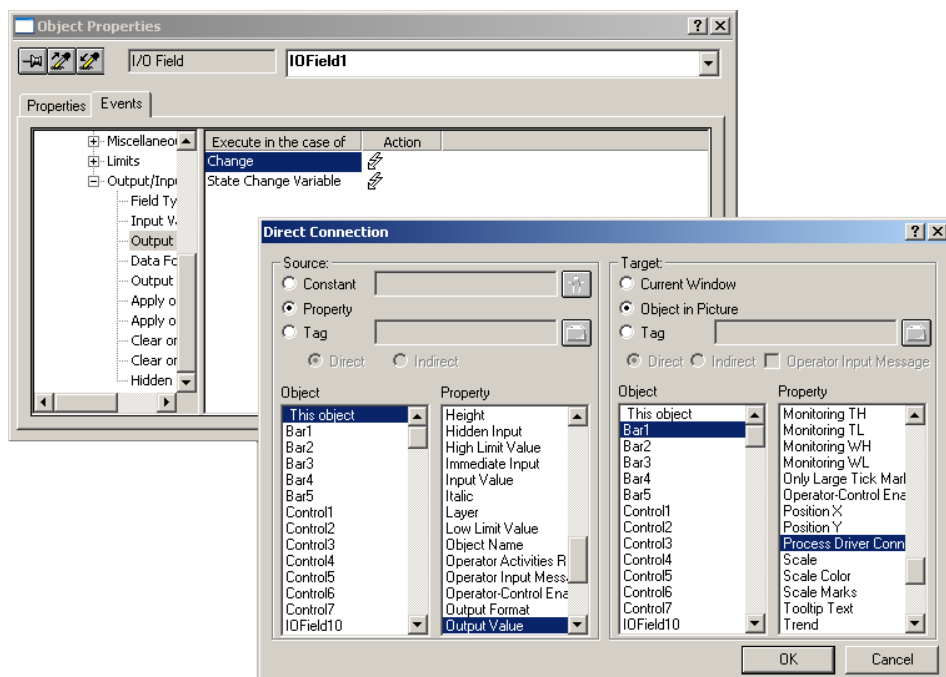 Object Properties
I/O Field
IOField1
Properties
Events
Miscellaneo
Limits
Output/Inp
Field Ty
Input V
Output
Data Fo
Output
Apply o
Apply o
Clear or
Clear or
Hidden
Execute in the case of
Action
Change
State Change Variable
Direct Connection
Source:
Constant
Property
Tag
Direct
Indirect
Object
This object
Bar1
Bar2
Bar3
Bar4
Bar5
Control1
Control2
Control3
Control4
Control5
Control6
Control7
IOField10
Property
Height
Hidden Input
High Limit Value
Immediate Input
Input Value
Italic
Layer
Low Limit Value
Object Name
Operator Activities R
Operator Input Mess
Operator-Control Ena
Output Format
Output Value
Target:
Current Window
Object in Picture
Tag
Direct
Indirect
Operator Input Message
Object
This object
Bar1
Bar2
Bar3
Bar4
Bar5
Control1
Control2
Control3
Control4
Control5
Control6
Control7
IOField10
Property
Monitoring TH
Monitoring TL
Monitoring WH
Monitoring WL
Only Large Tick Mar
Operator-Control Ena
Position X
Position Y
Process Driver Conn
Scale
Scale Color
Scale Marks
Tooltip Text
Trend
OK
Cancel